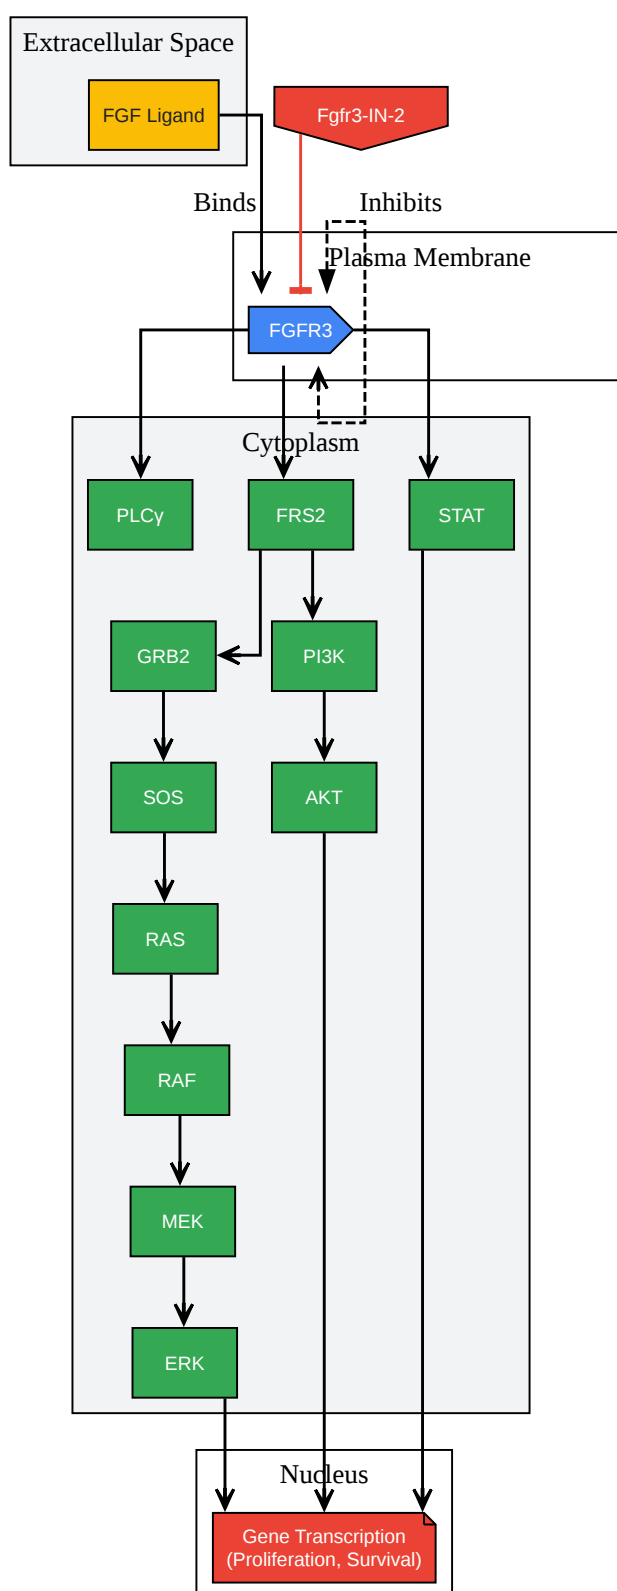 Extracellular Space
FGF Ligand
Fgfr3-IN-2
Binds
Inhibits
Plasma Membrane
FGFR3
Cytoplasm
PLCγ
FRS2
STAT
GRB2
PI3K
SOS
AKT
RAS
RAF
MEK
ERK
Nucleus
Gene Transcription
(Proliferation, Survival)